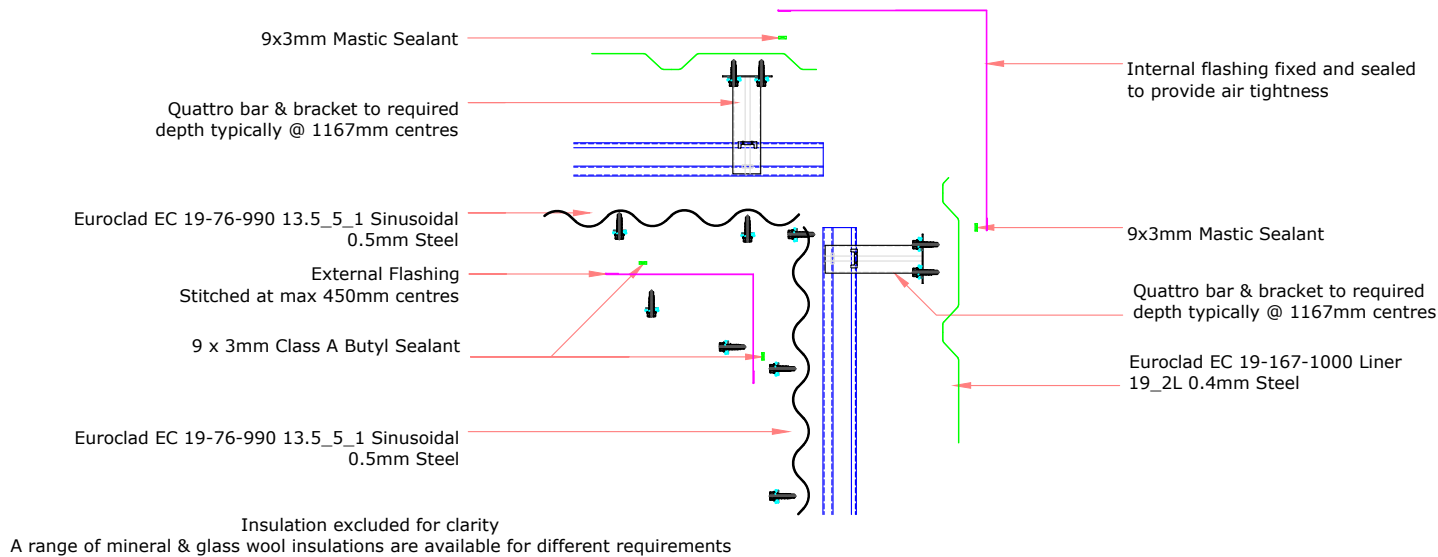 9x3mm Mastic Sealant
Quattro bar & bracket to required
depth typically @ 1167mm centres
Euroclad EC 19-76-990 13.5_5_1 Sinusoidal
0.5mm Steel
External Flashing
Stitched at max 450mm centres
9 x 3mm Class A Butyl Sealant
Euroclad EC 19-76-990 13.5_5_1 Sinusoidal
0.5mm Steel
Internal flashing fixed and sealed
to provide air tightness
9x3mm Mastic Sealant
Quattro bar & bracket to required
depth typically @ 1167mm centres
Euroclad EC 19-167-1000 Liner
19_2L 0.4mm Steel
Insulation excluded for clarity
A range of mineral & glass wool insulations are available for different requirements